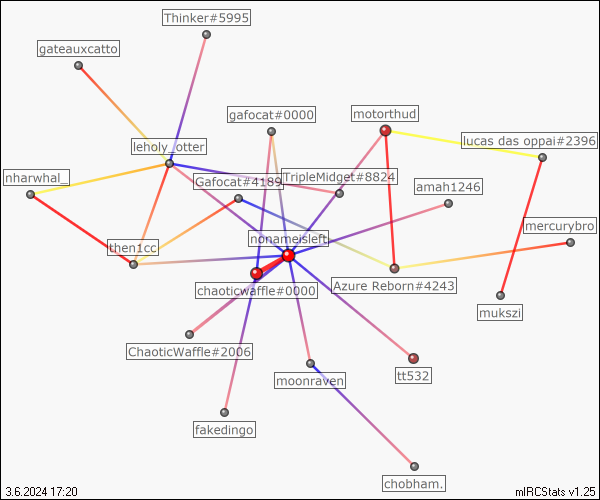 Thinker#5995
gateauxcatto
gafocat#0000
motorthud
leholy_otter
lucas das oppai#2396
nharwhal_
Gafocat#4189
TripleMidget#8824
amah1246
mercurybro
then1cc
nonameisleft
chaoticwaffle#0000
Azure Reborn#4243
mukszi
ChaoticWaffle#2006
moonraven
tt532
fakedingo
chobham.
3.6.2024 17:20
mIRCStats v1.25